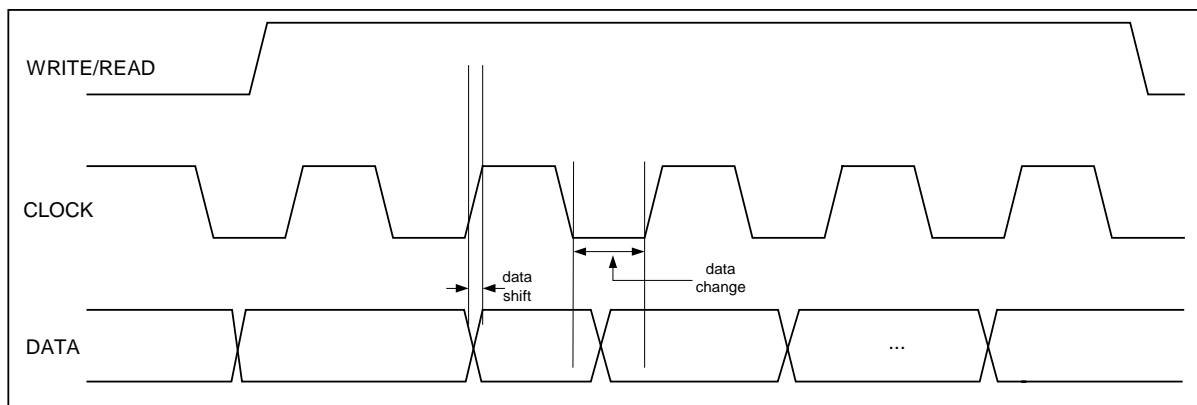 WRITE/READ
CLOCK
data
shift
data
change
DATA
...